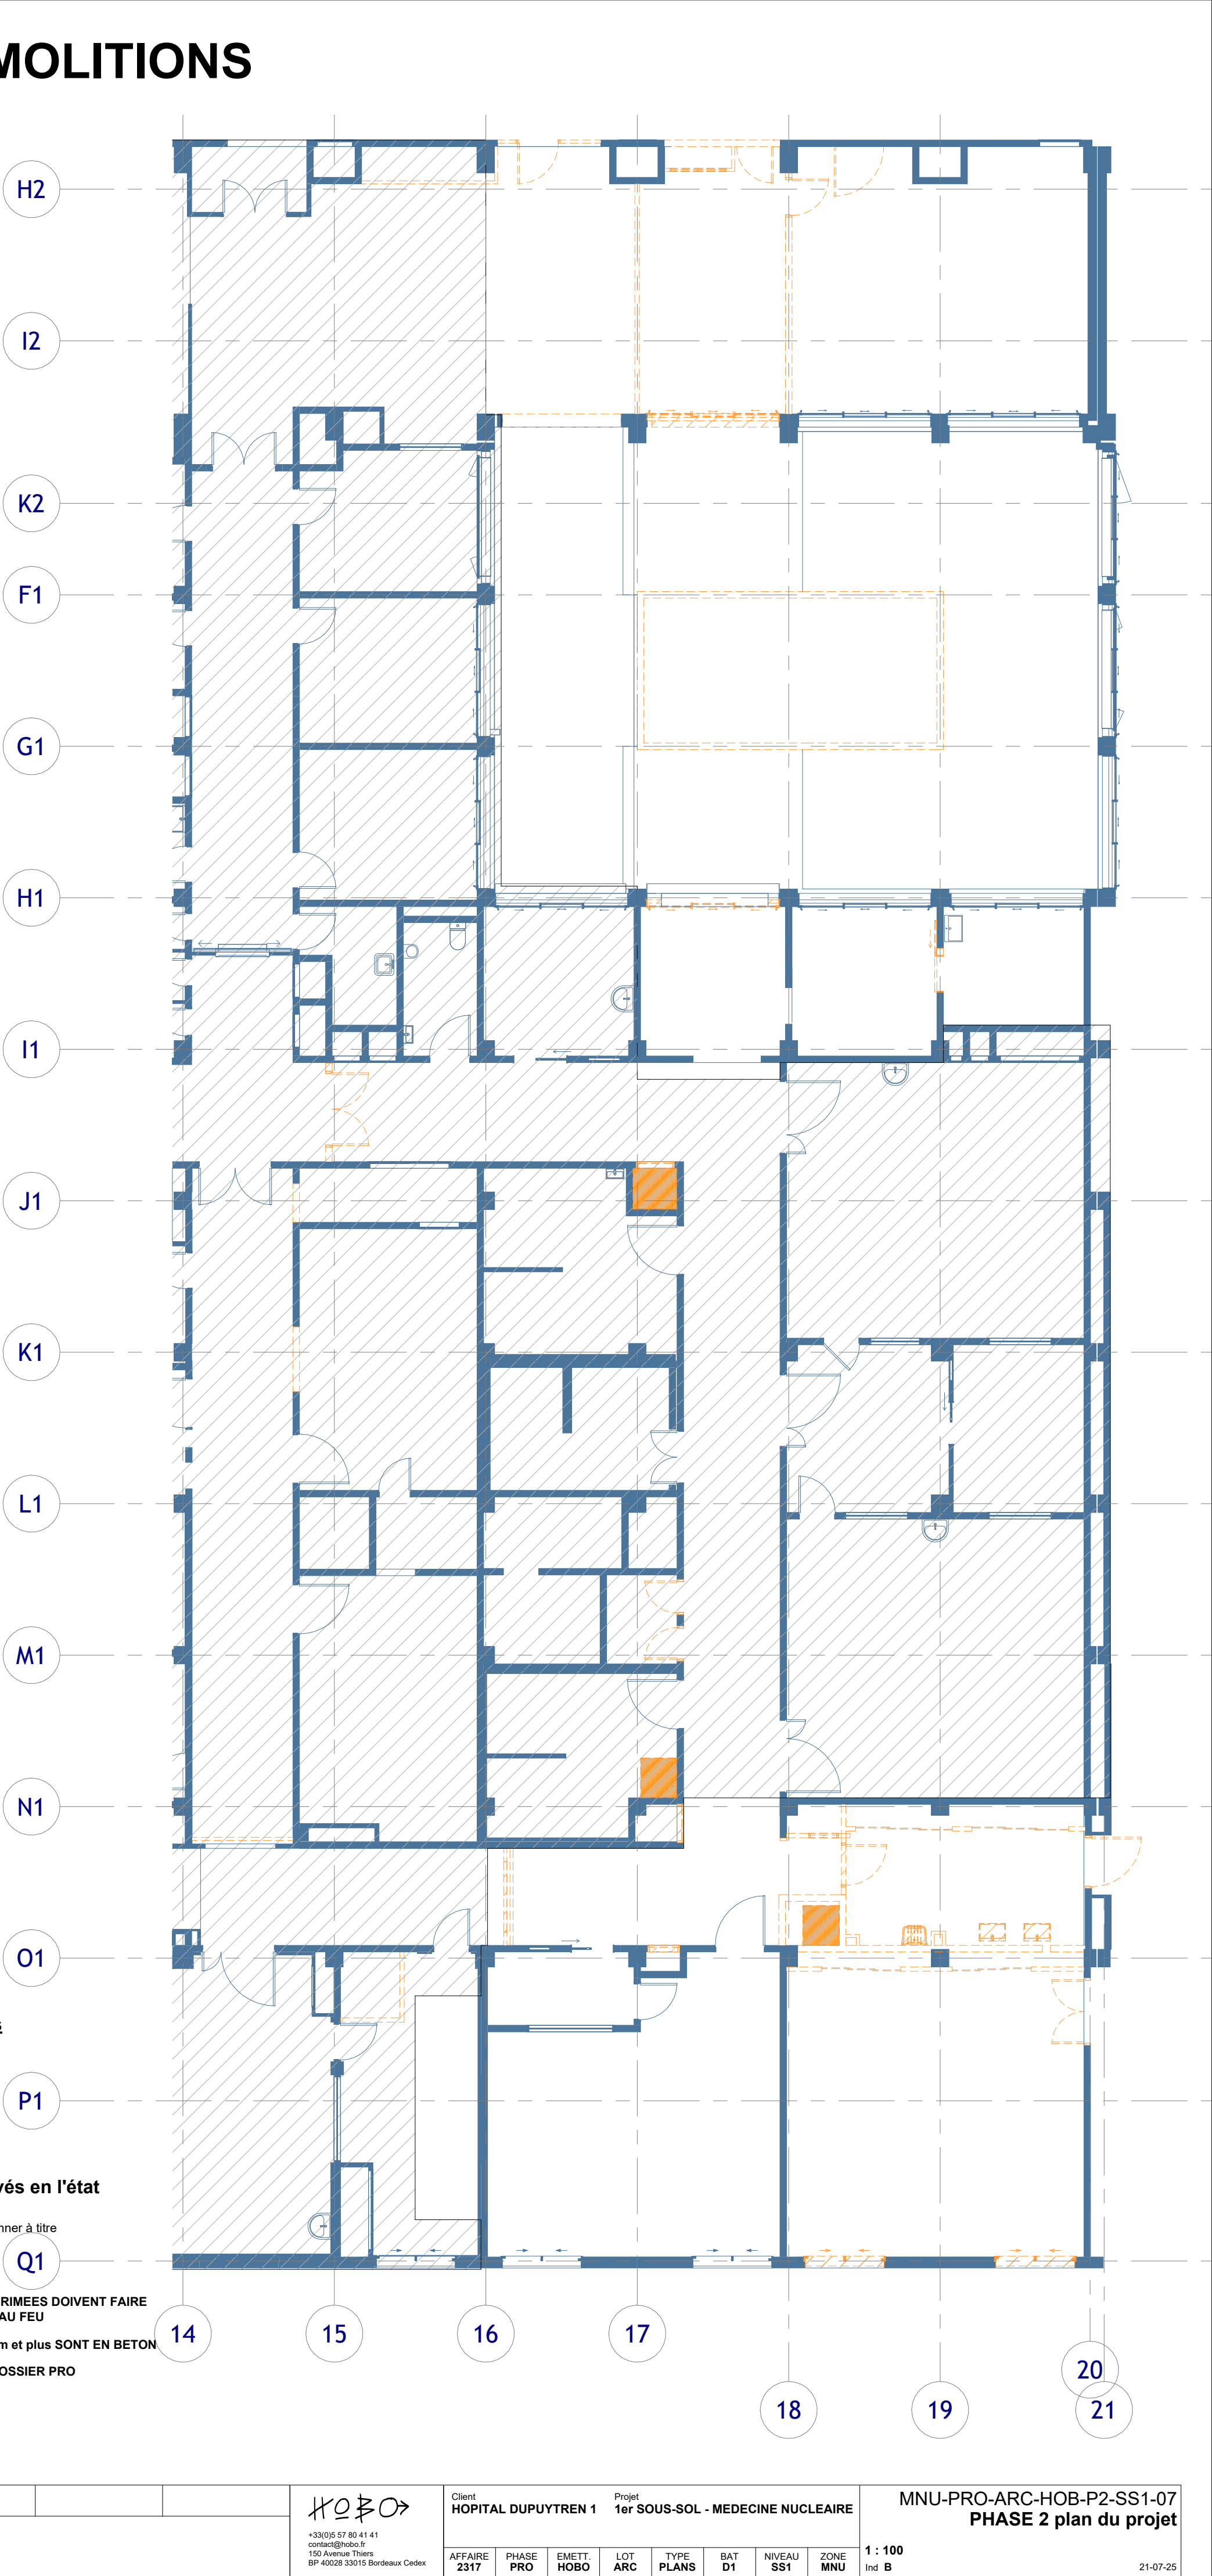 MOLITIONS
H2
I2
K2
F1
G1
H1
I1
J1
K1
L1
M1
N1
O1
P1
vés en l'état
nner à titre
Q1
RIMEES DOIVENT FAIRE
AU FEU
m et plus SONT EN BETON
OSSIER PRO
14
15
16
17
18
19
20
21
HOBO
+33(0)5 57 80 41 41
contact@hobo.fr
150 Avenue Thiers
BP 40028 33015 Bordeaux Cedex
Client
HOPITAL DUPUYTREN 1
Projet
1er SOUS-SOL - MEDECINE NUCLEAIRE
AFFAIRE PHASE EMETT. LOT TYPE BAT NIVEAU ZONE
2317 PRO HOBO ARC PLANS D1 SS1 MNU
MNU-PRO-ARC-HOB-P2-SS1-07
PHASE 2 plan du projet
1 : 100
Ind B
21-07-25